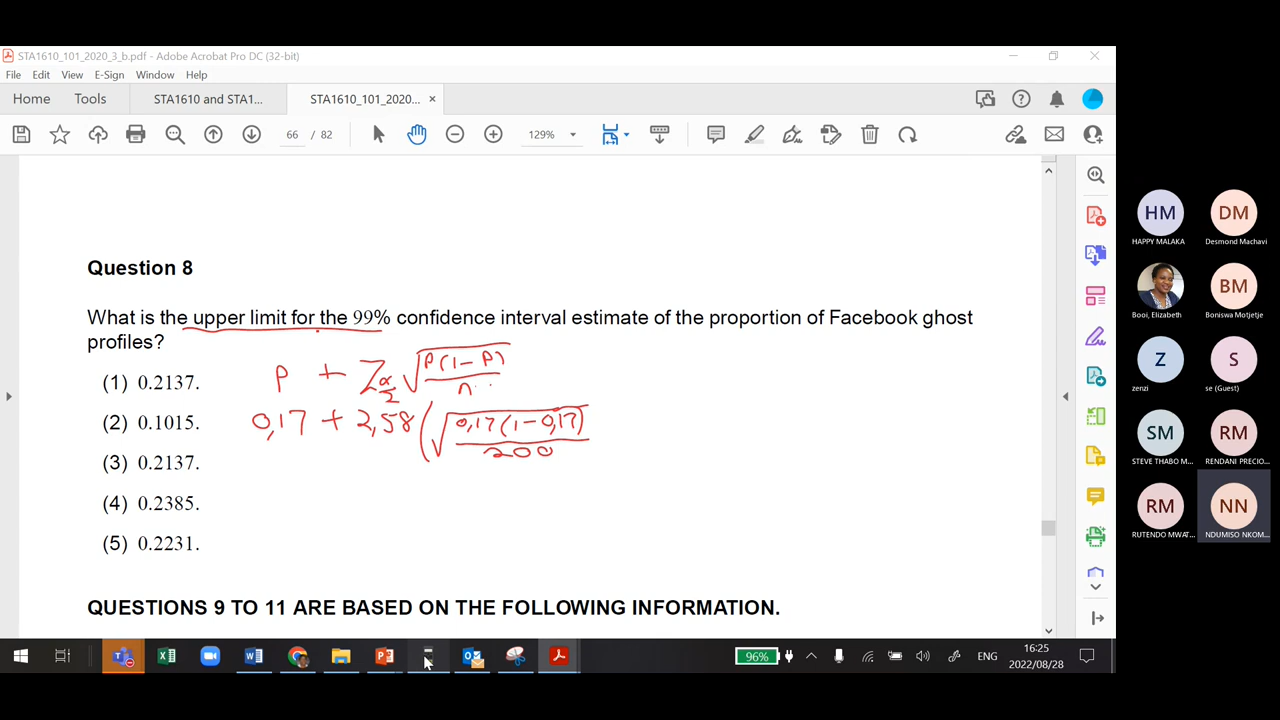 STA1610_101_2020_3_b.pdf - Adobe Acrobat Pro DC (32-bit)
File Edit View E-Sign Window Help
Home Tools STA1610 and STA1... STA1610_101_2020... ×
66 / 82 129%
Question 8
What is the upper limit for the 99% confidence interval estimate of the proportion of Facebook ghost
profiles?
P + Z α/2 √ P(1-P) / n
(1) 0.2137.
(2) 0.1015.
0,17 + 2,58 ( √ 0,17(1-0,17) / 200
(3) 0.2137.
(4) 0.2385.
(5) 0.2231.
QUESTIONS 9 TO 11 ARE BASED ON THE FOLLOWING INFORMATION.
HM DM
HAPPY MALAKA Desmond Machavi
BM
Booi, Elizabeth Boniswa Motjetje
Z S
zenzi se (Guest)
SM RM
STEVE THABO M... RENDANI PRECIO...
RM NN
RUTENDO MWAT... NDUMISO NKOM...
96% ENG 16:25
2022/08/28